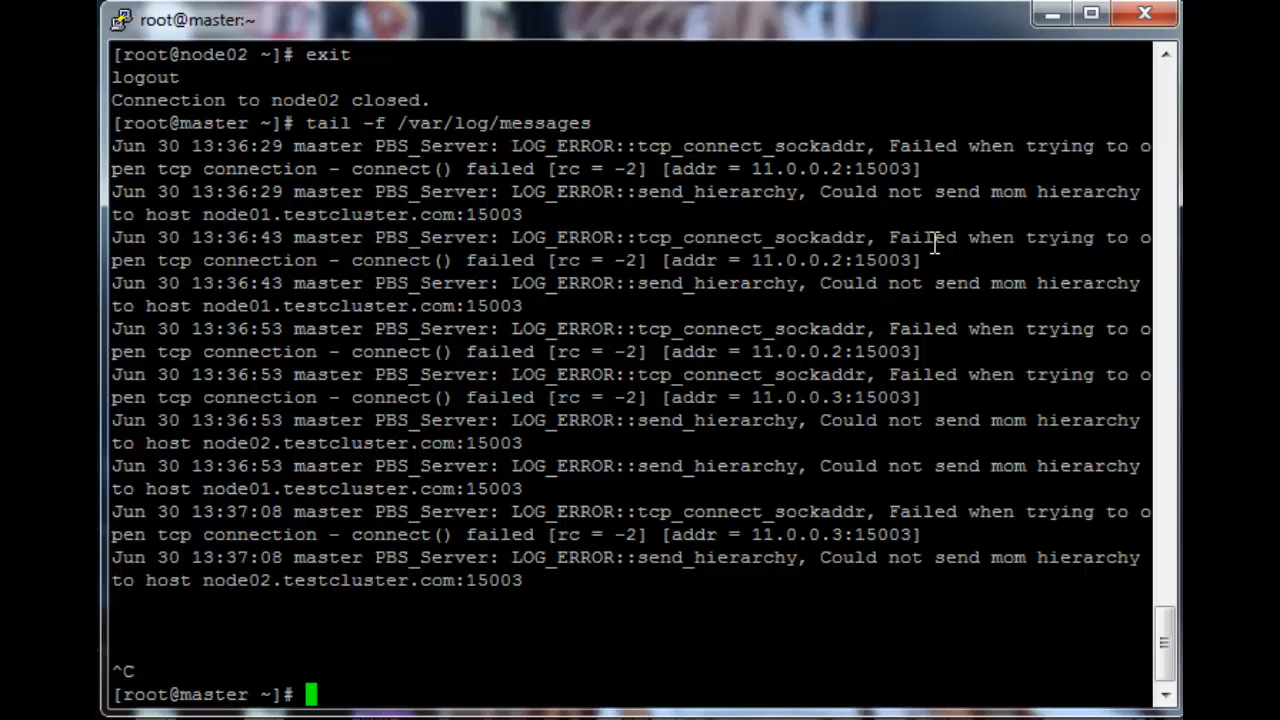 root@master:~
[root@node02 ~]# exit
logout
Connection to node02 closed.
[root@master ~]# tail -f /var/log/messages
Jun 30 13:36:29 master PBS_Server: LOG_ERROR::tcp_connect_sockaddr, Failed when trying to o
pen tcp connection - connect() failed [rc = -2] [addr = 11.0.0.2:15003]
Jun 30 13:36:29 master PBS_Server: LOG_ERROR::send_hierarchy, Could not send mom hierarchy
to host node01.testcluster.com:15003
Jun 30 13:36:43 master PBS_Server: LOG_ERROR::tcp_connect_sockaddr, Failed when trying to o
pen tcp connection - connect() failed [rc = -2] [addr = 11.0.0.2:15003]
Jun 30 13:36:43 master PBS_Server: LOG_ERROR::send_hierarchy, Could not send mom hierarchy
to host node01.testcluster.com:15003
Jun 30 13:36:53 master PBS_Server: LOG_ERROR::tcp_connect_sockaddr, Failed when trying to o
pen tcp connection - connect() failed [rc = -2] [addr = 11.0.0.2:15003]
Jun 30 13:36:53 master PBS_Server: LOG_ERROR::tcp_connect_sockaddr, Failed when trying to o
pen tcp connection - connect() failed [rc = -2] [addr = 11.0.0.3:15003]
Jun 30 13:36:53 master PBS_Server: LOG_ERROR::send_hierarchy, Could not send mom hierarchy
to host node02.testcluster.com:15003
Jun 30 13:36:53 master PBS_Server: LOG_ERROR::send_hierarchy, Could not send mom hierarchy
to host node01.testcluster.com:15003
Jun 30 13:37:08 master PBS_Server: LOG_ERROR::tcp_connect_sockaddr, Failed when trying to o
pen tcp connection - connect() failed [rc = -2] [addr = 11.0.0.3:15003]
Jun 30 13:37:08 master PBS_Server: LOG_ERROR::send_hierarchy, Could not send mom hierarchy
to host node02.testcluster.com:15003
^C
[root@master ~]#